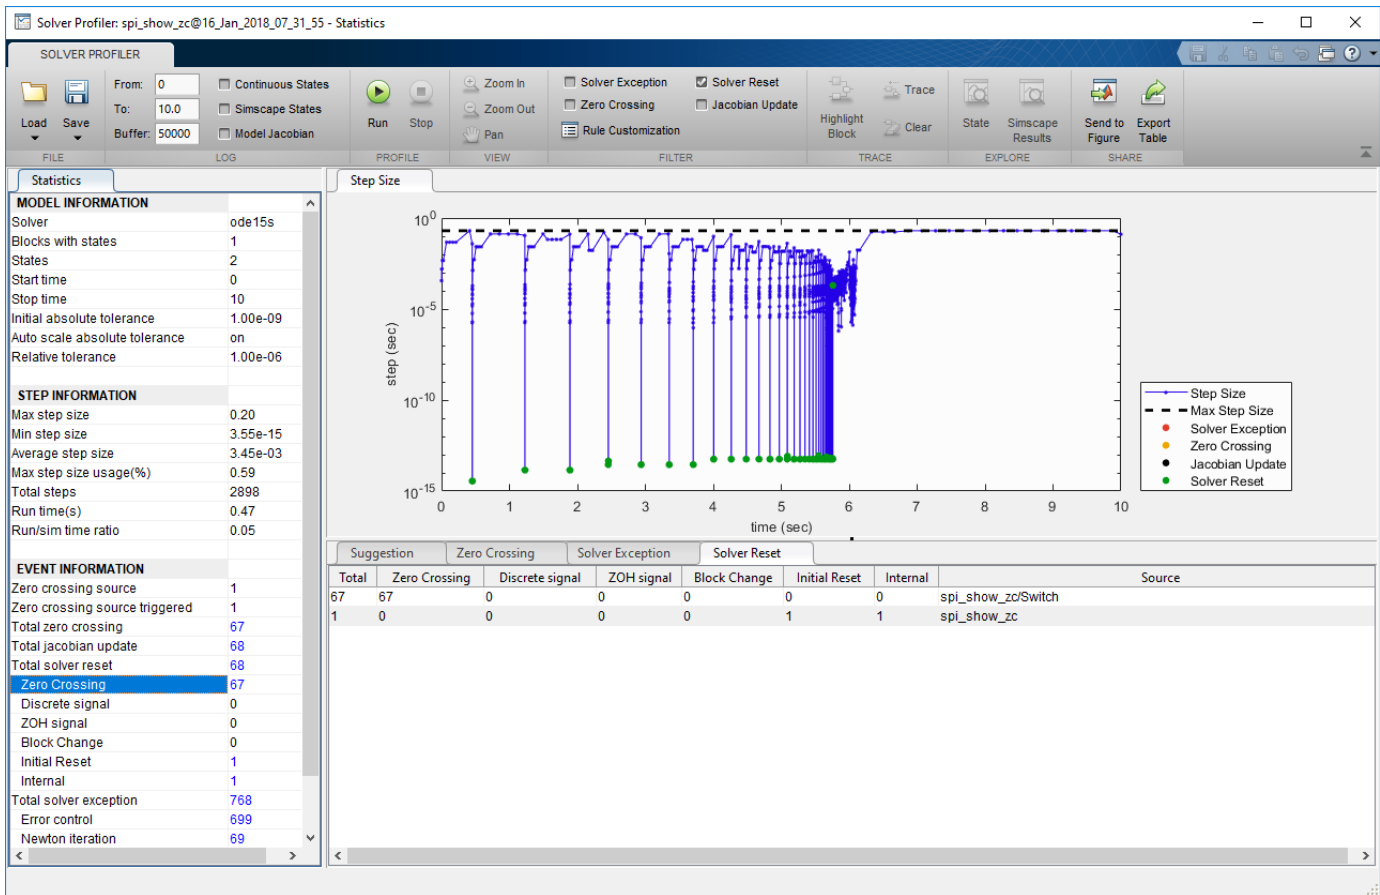 Solver Profiler: spi_show_zc@16_Jan_2018_07_31_55 - Statistics
SOLVER PROFILER
Load
Save
FILE
From: 0
To: 10.0
Buffer: 50000
Continuous States
Simscape States
Model Jacobian
LOG
Run
Stop
PROFILE
Zoom In
Zoom Out
Pan
VIEW
Solver Exception
Solver Reset
Zero Crossing
Jacobian Update
Rule Customization
FILTER
Highlight
Block
Trace
Clear
TRACE
State
Simscape
Results
EXPLORE
Send to
Figure
Export
Table
SHARE
Statistics
MODEL INFORMATION
Solver ode15s
Blocks with states 1
States 2
Start time 0
Stop time 10
Initial absolute tolerance 1.00e-09
Auto scale absolute tolerance on
Relative tolerance 1.00e-06
STEP INFORMATION
Max step size 0.20
Min step size 3.55e-15
Average step size 3.45e-03
Max step size usage(%) 0.59
Total steps 2898
Run time(s) 0.47
Run/sim time ratio 0.05
EVENT INFORMATION
Zero crossing source 1
Zero crossing source triggered 1
Total zero crossing 67
Total jacobian update 68
Total solver reset 68
Zero Crossing 67
Discrete signal 0
ZOH signal 0
Block Change 0
Initial Reset 1
Internal 1
Total solver exception 768
Error control 699
Newton iteration 69
Step Size
step (sec)
10^0
10^-5
10^-10
10^-15
0 1 2 3 4 5 6 7 8 9 10
time (sec)
Step Size
Max Step Size
Solver Exception
Zero Crossing
Jacobian Update
Solver Reset
Suggestion Zero Crossing Solver Exception Solver Reset
Total Zero Crossing Discrete signal ZOH signal Block Change Initial Reset Internal Source
67 67 0 0 0 0 0 spi_show_zc/Switch
1 0 0 0 0 1 1 spi_show_zc